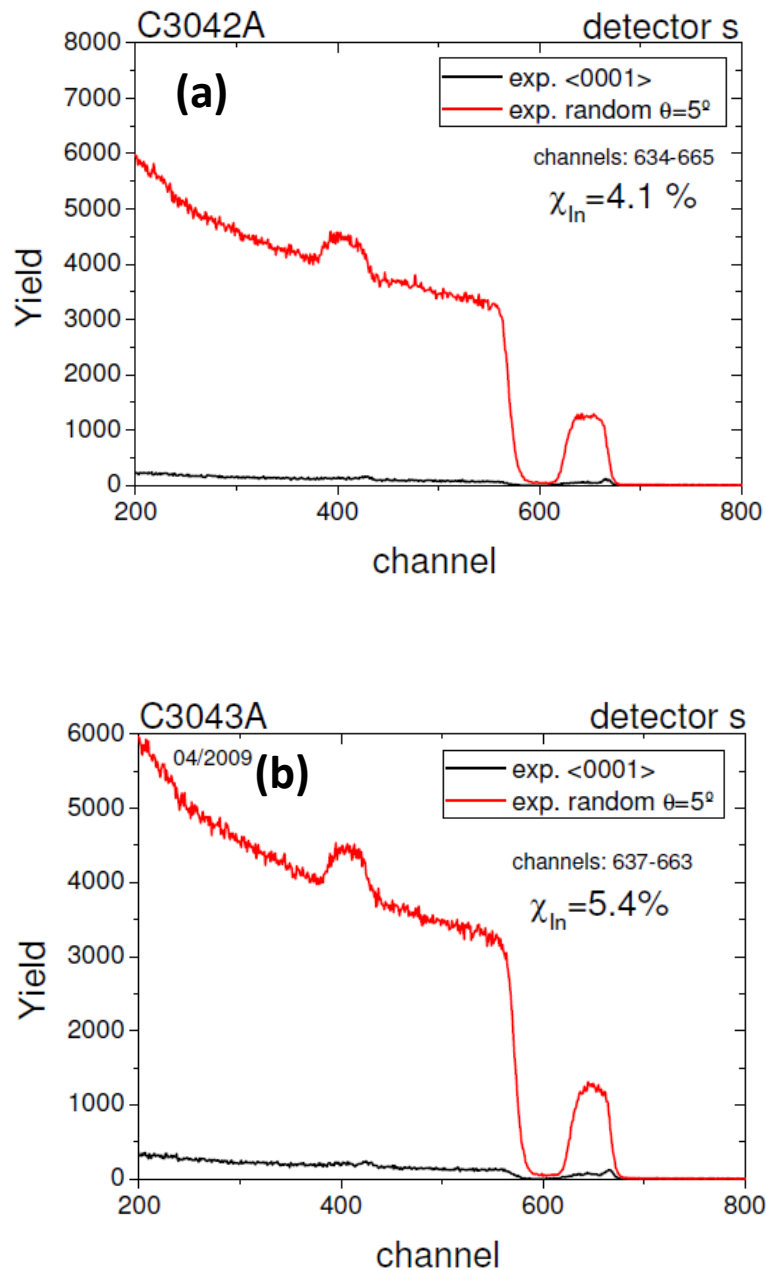 C3042A detector s
8000
(a)
exp. <0001>
7000
exp. random θ=5º
6000
channels: 634-665
χIn=4.1 %
5000
4000
3000
2000
1000
0
Yield
200 400 600 800
channel
C3043A detector s
6000
04/2009 (b)
exp. <0001>
exp. random θ=5º
5000
channels: 637-663
χIn=5.4%
4000
3000
2000
1000
0
Yield
200 400 600 800
channel